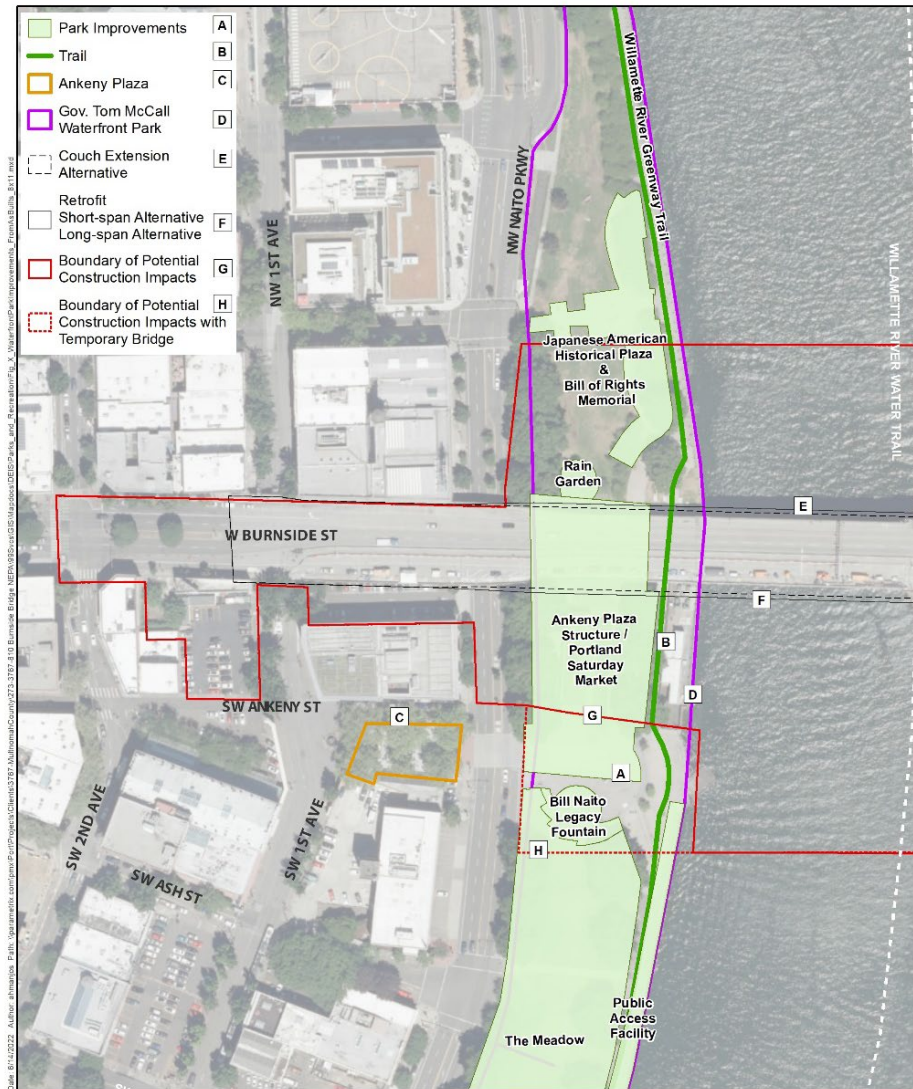 Park Improvements A
Trail B
Ankeny Plaza C
Gov. Tom McCall D
Waterfront Park
Couch Extension E
Alternative
Retrofit
Short-span Alternative F
Long-span Alternative
Boundary of Potential G
Construction Impacts
Boundary of Potential H
Construction Impacts with
Temporary Bridge
NW 1ST AVE
NW NAITO PKWY
Willamette River Greenway Trail
WILLAMETTE RIVER WATER TRAIL
Japanese American
Historical Plaza
&
Bill of Rights
Memorial
Rain
Garden
E
W BURNSIDE ST
F
Ankeny Plaza
Structure /
Portland
Saturday
Market
B
D
SW ANKENY ST
C
G
A
Bill Naito
Legacy
Fountain
H
SW 2ND AVE
SW 1ST AVE
SW ASH ST
Public
Access
Facility
The Meadow